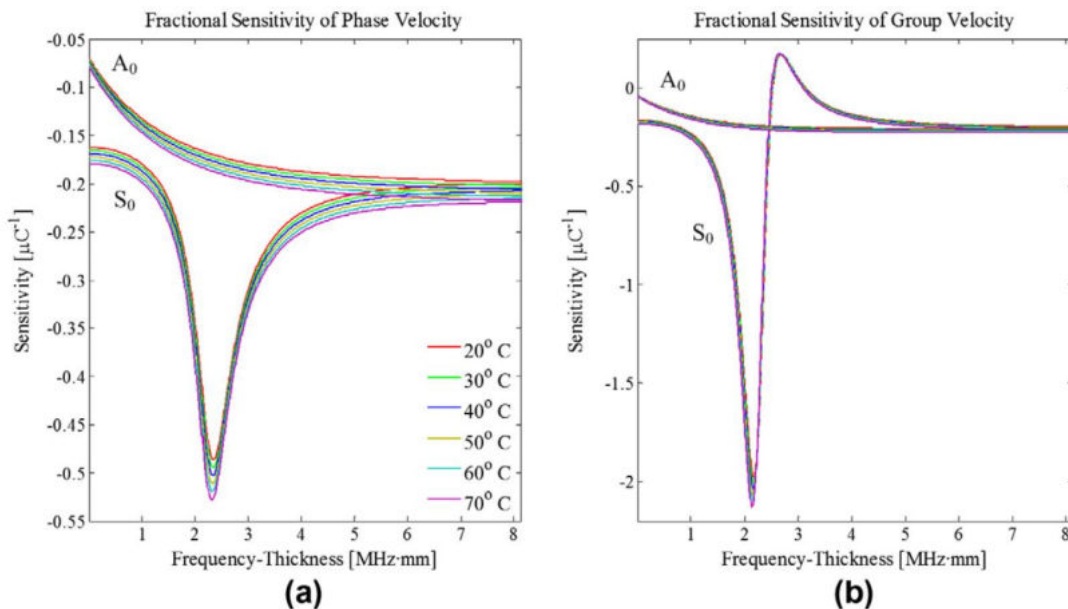 Fractional Sensitivity of Phase Velocity
-0.05
-0.1
-0.15
-0.2
-0.25
-0.3
-0.35
-0.4
-0.45
-0.5
-0.55
Sensitivity [μC⁻¹]
A₀
S₀
20° C
30° C
40° C
50° C
60° C
70° C
1 2 3 4 5 6 7 8
Frequency-Thickness [MHz·mm]
(a)
Fractional Sensitivity of Group Velocity
0
-0.5
-1
-1.5
-2
Sensitivity [μC⁻¹]
A₀
S₀
1 2 3 4 5 6 7 8
Frequency-Thickness [MHz·mm]
(b)